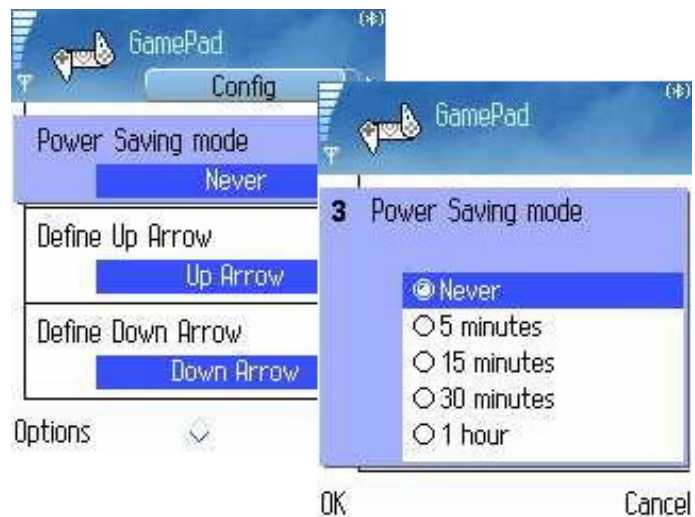 GamePad
Config
Power Saving mode
Never
Define Up Arrow
Up Arrow
Define Down Arrow
Down Arrow
Options
GamePad
3 Power Saving mode
Never
5 minutes
15 minutes
30 minutes
1 hour
OK Cancel